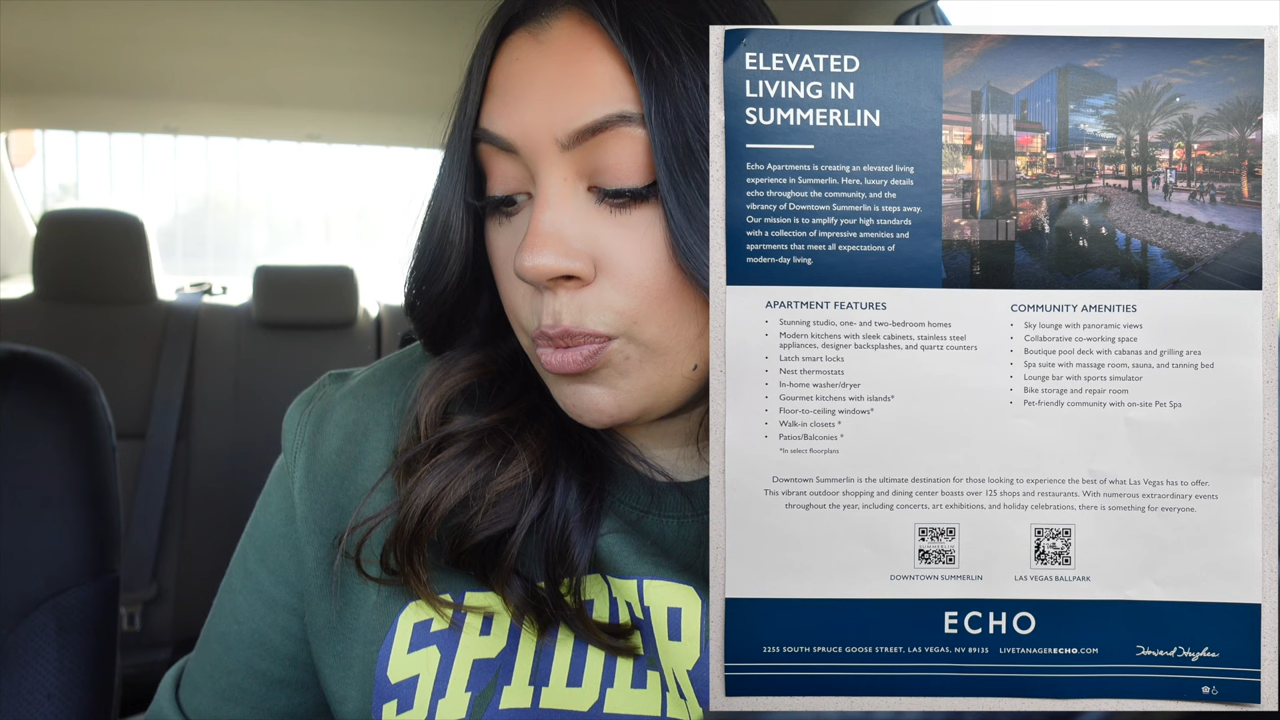 ELEVATED
LIVING IN
SUMMERLIN
Echo Apartments is creating an elevated living
experience in Summerlin. Here, luxury details
echo throughout the community, and the
vibrancy of Downtown Summerlin is steps away.
Our mission is to amplify your high standards
with a collection of impressive amenities and
apartments that meet all expectations of
modern-day living.
APARTMENT FEATURES
• Stunning studio, one- and two-bedroom homes
• Modern kitchens with sleek cabinets, stainless steel
appliances, designer backsplashes, and quartz counters
• Latch smart locks
• Nest thermostats
• In-home washer/dryer
• Gourmet kitchens with islands*
• Floor-to-ceiling windows*
• Walk-in closets *
• Patios/Balconies *
*In select floorplans
COMMUNITY AMENITIES
• Sky lounge with panoramic views
• Collaborative co-working space
• Boutique pool deck with cabanas and grilling area
• Spa suite with massage room, sauna, and tanning bed
• Lounge bar with sports simulator
• Bike storage and repair room
• Pet-friendly community with on-site Pet Spa
Downtown Summerlin is the ultimate destination for those looking to experience the best of what Las Vegas has to offer.
This vibrant outdoor shopping and dining center boasts over 125 shops and restaurants. With numerous extraordinary events
throughout the year, including concerts, art exhibitions, and holiday celebrations, there is something for everyone.
DOWNTOWN SUMMERLIN
LAS VEGAS BALLPARK
ECHO
2255 SOUTH SPRUCE GOOSE STREET, LAS VEGAS, NV 89135 LIVETANAGERECHO.COM
Howard Hughes.
SPIDER